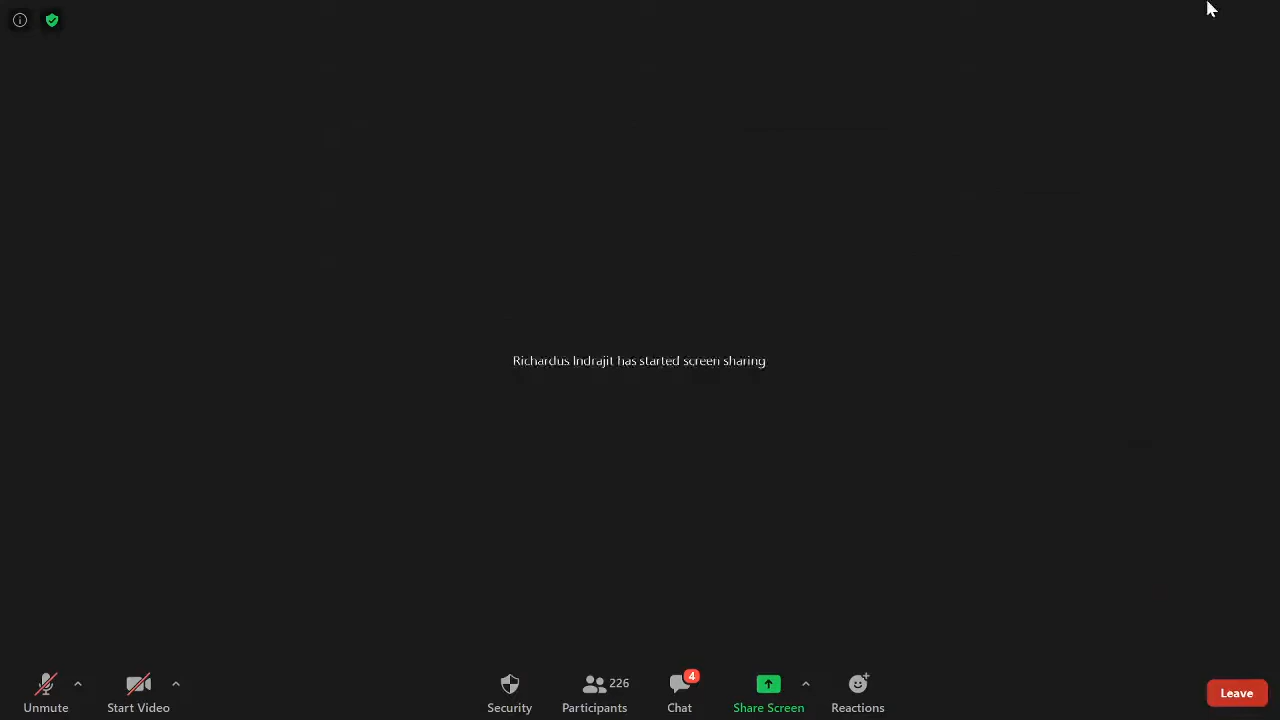 Richardus Indrajit has started screen sharing
Unmute
Start Video
Security
226
Participants
4
Chat
Share Screen
Reactions
Leave